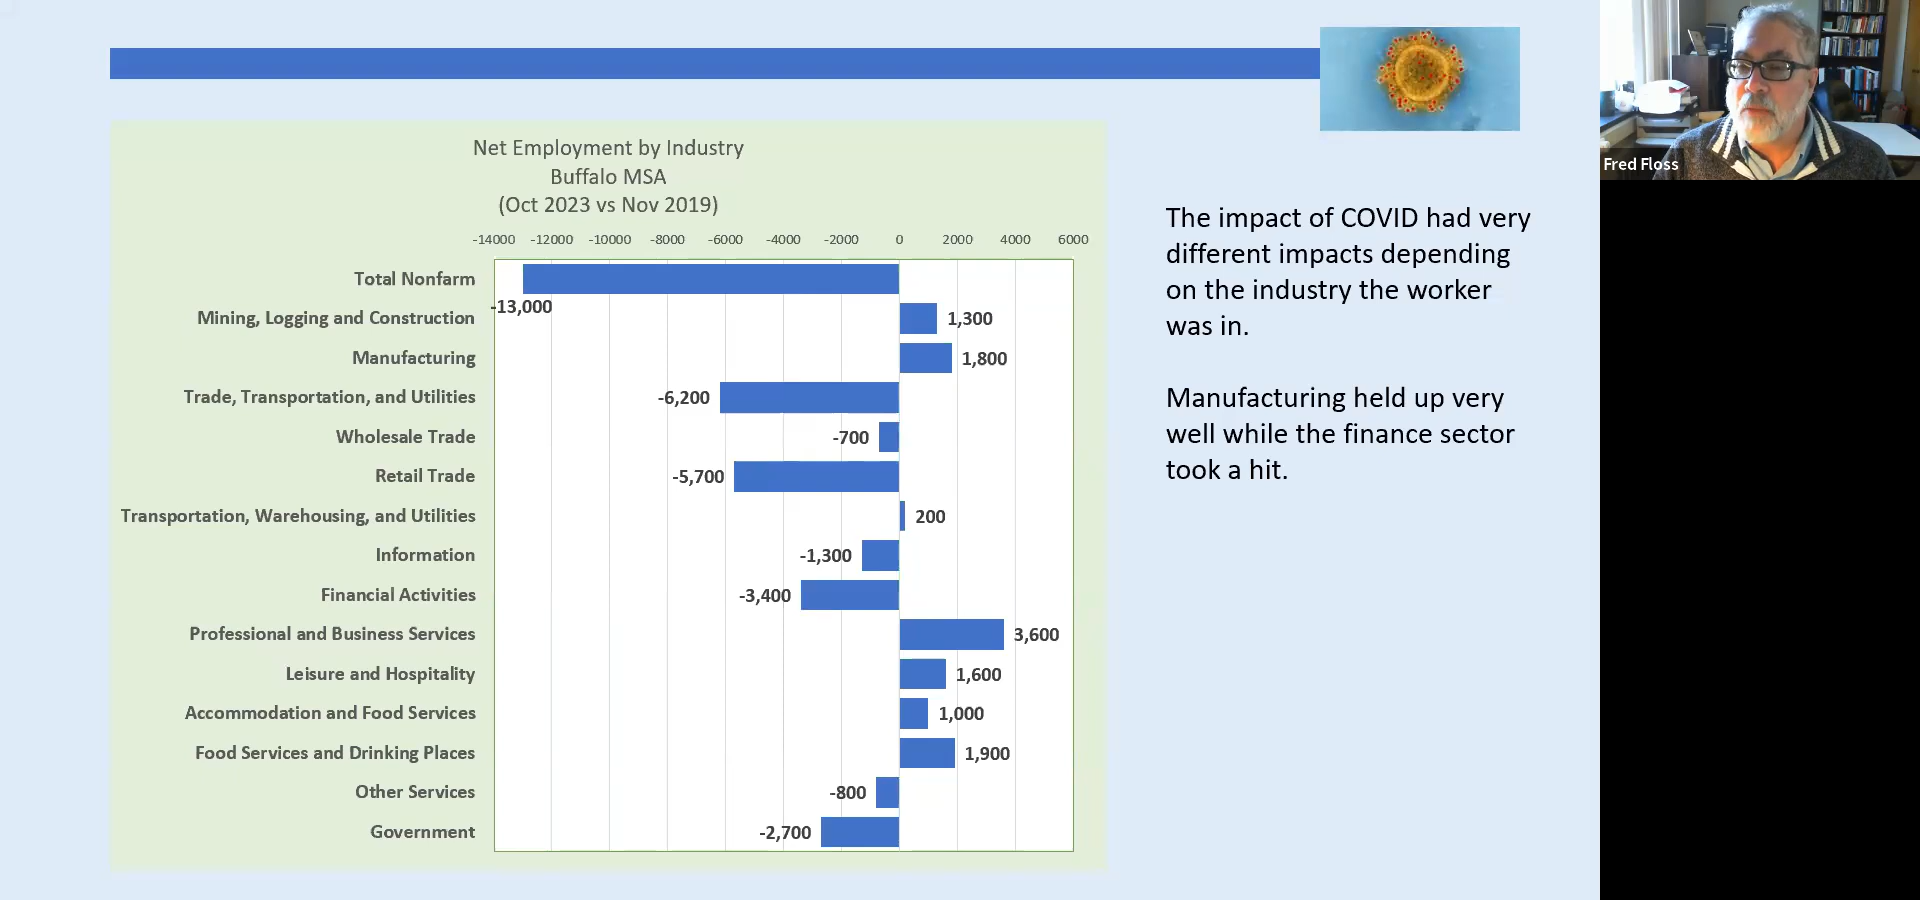 Net Employment by Industry
Buffalo MSA
(Oct 2023 vs Nov 2019)
-14000 -12000 -10000 -8000 -6000 -4000 -2000 0 2000 4000 6000
Total Nonfarm
-13,000
Mining, Logging and Construction 1,300
Manufacturing 1,800
Trade, Transportation, and Utilities -6,200
Wholesale Trade -700
Retail Trade -5,700
Transportation, Warehousing, and Utilities 200
Information -1,300
Financial Activities -3,400
Professional and Business Services 3,600
Leisure and Hospitality 1,600
Accommodation and Food Services 1,000
Food Services and Drinking Places 1,900
Other Services -800
Government -2,700
The impact of COVID had very
different impacts depending
on the industry the worker
was in.
Manufacturing held up very
well while the finance sector
took a hit.
Fred Floss